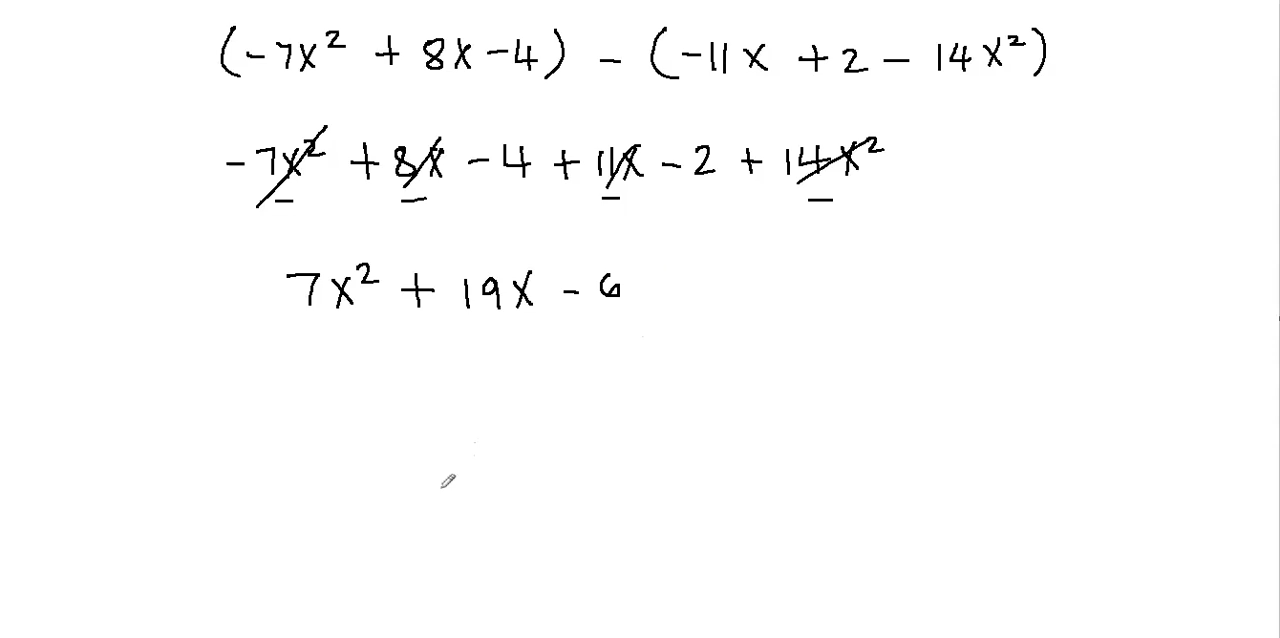 (-7x² + 8x - 4) - (-11x + 2 - 14x²)
-7x² + 8x - 4 + 11x - 2 + 14x²
7x² + 19x - 6